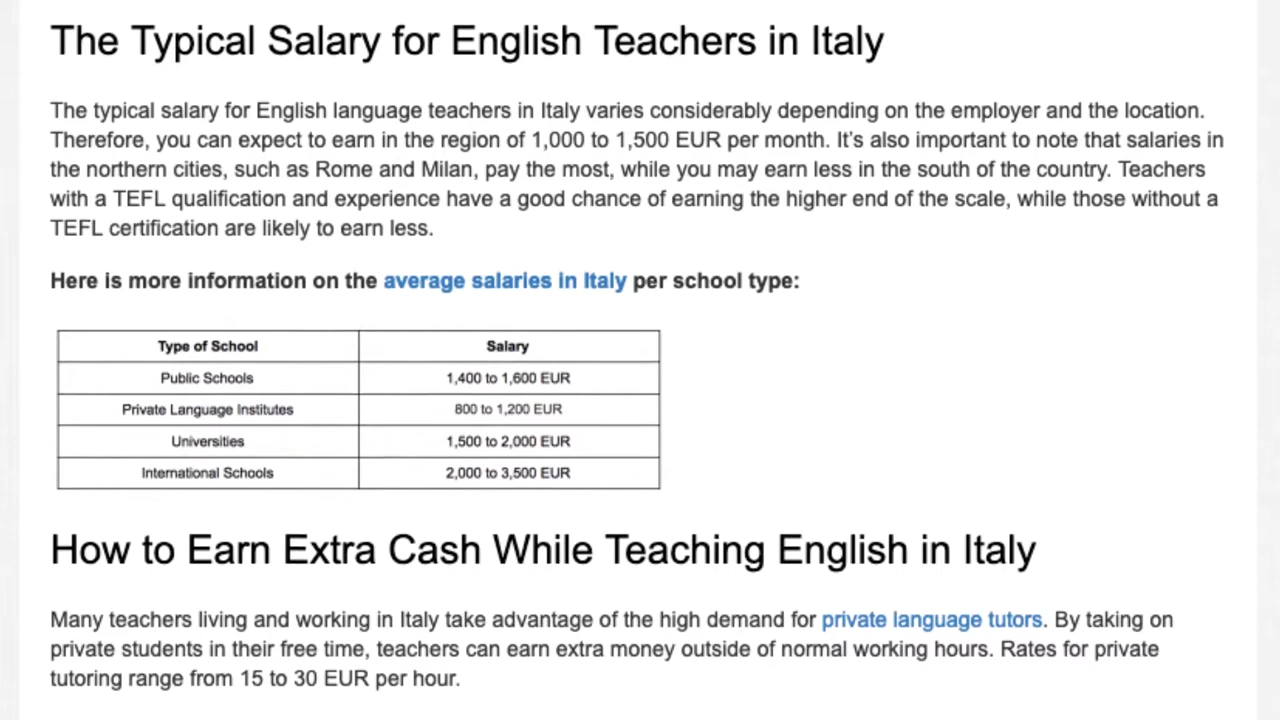 The Typical Salary for English Teachers in Italy
The typical salary for English language teachers in Italy varies considerably depending on the employer and the location.
Therefore, you can expect to earn in the region of 1,000 to 1,500 EUR per month. It’s also important to note that salaries in
the northern cities, such as Rome and Milan, pay the most, while you may earn less in the south of the country. Teachers
with a TEFL qualification and experience have a good chance of earning the higher end of the scale, while those without a
TEFL certification are likely to earn less.
Here is more information on the average salaries in Italy per school type:
Type of School Salary
Public Schools 1,400 to 1,600 EUR
Private Language Institutes 800 to 1,200 EUR
Universities 1,500 to 2,000 EUR
International Schools 2,000 to 3,500 EUR
How to Earn Extra Cash While Teaching English in Italy
Many teachers living and working in Italy take advantage of the high demand for private language tutors. By taking on
private students in their free time, teachers can earn extra money outside of normal working hours. Rates for private
tutoring range from 15 to 30 EUR per hour.